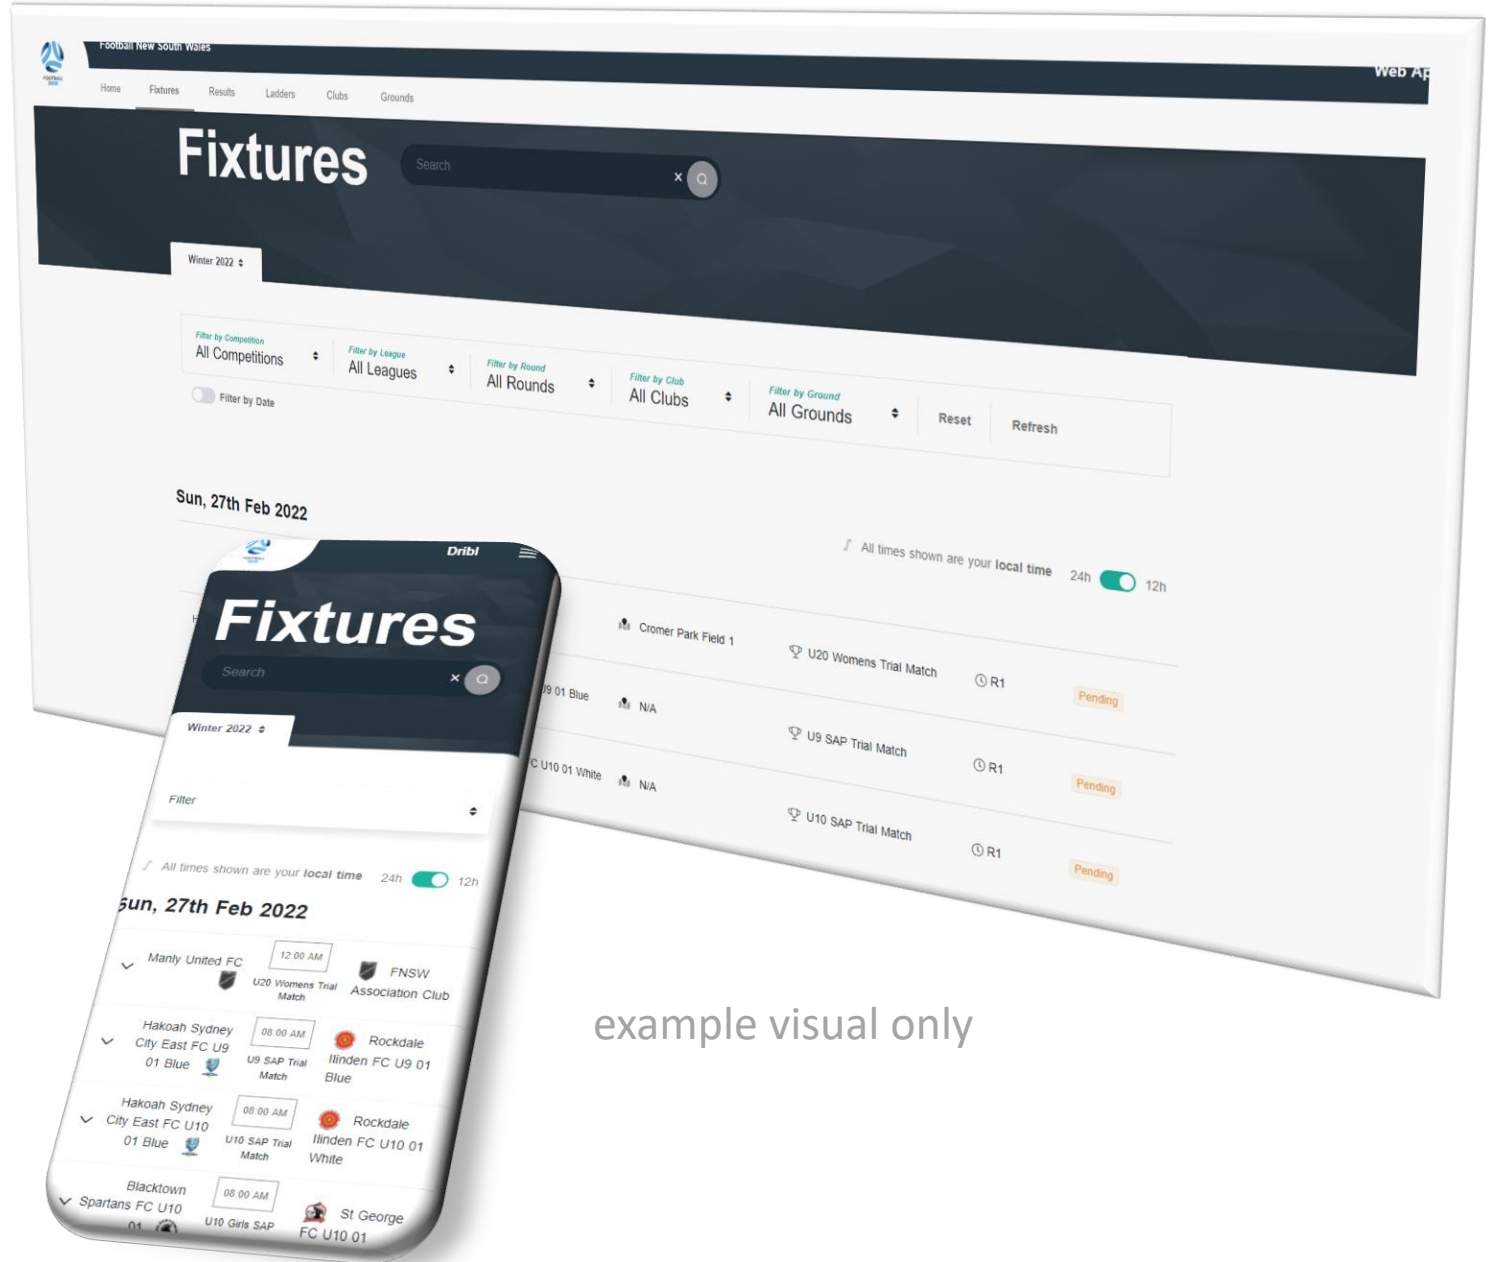 Football New South Wales
Web Ap
Home Fixtures Results Ladders Clubs Grounds
Fixtures
Search
×
Winter 2022
Filter by Competition
All Competitions
Filter by League
All Leagues
Filter by Round
All Rounds
Filter by Club
All Clubs
Filter by Ground
All Grounds
Reset
Refresh
Filter by Date
Sun, 27th Feb 2022
All times shown are your local time 24h 12h
H
Cromer Park Field 1 U20 Womens Trial Match R1 Pending
J9 01 Blue N/A U9 SAP Trial Match R1 Pending
C U10 01 White N/A U10 SAP Trial Match R1 Pending
Dribl
Fixtures
Search ×
Winter 2022
Filter
All times shown are your local time 24h 12h
Sun, 27th Feb 2022
Manly United FC
12:00 AM
U20 Womens Trial
Match
FNSW
Association Club
Hakoah Sydney
City East FC U9
01 Blue
08:00 AM
U9 SAP Trial
Match
Rockdale
Ilinden FC U9 01
Blue
Hakoah Sydney
City East FC U10
01 Blue
08:00 AM
U10 SAP Trial
Match
Rockdale
Ilinden FC U10 01
White
Blacktown
Spartans FC U10
01
08:00 AM
U10 Girls SAP
St George
FC U10 01
example visual only